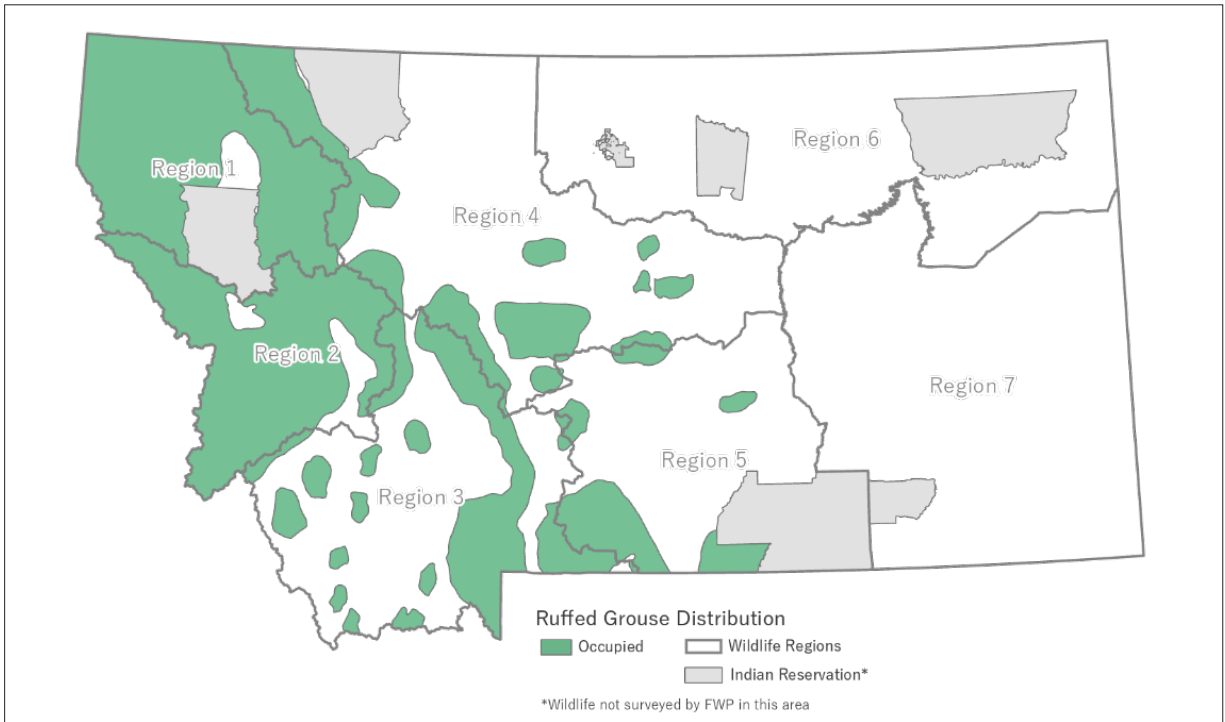 Region 1
Region 6
Region 4
Region 2
Region 7
Region 5
Region 3
Ruffed Grouse Distribution
Occupied
Wildlife Regions
Indian Reservation*
*Wildlife not surveyed by FWP in this area